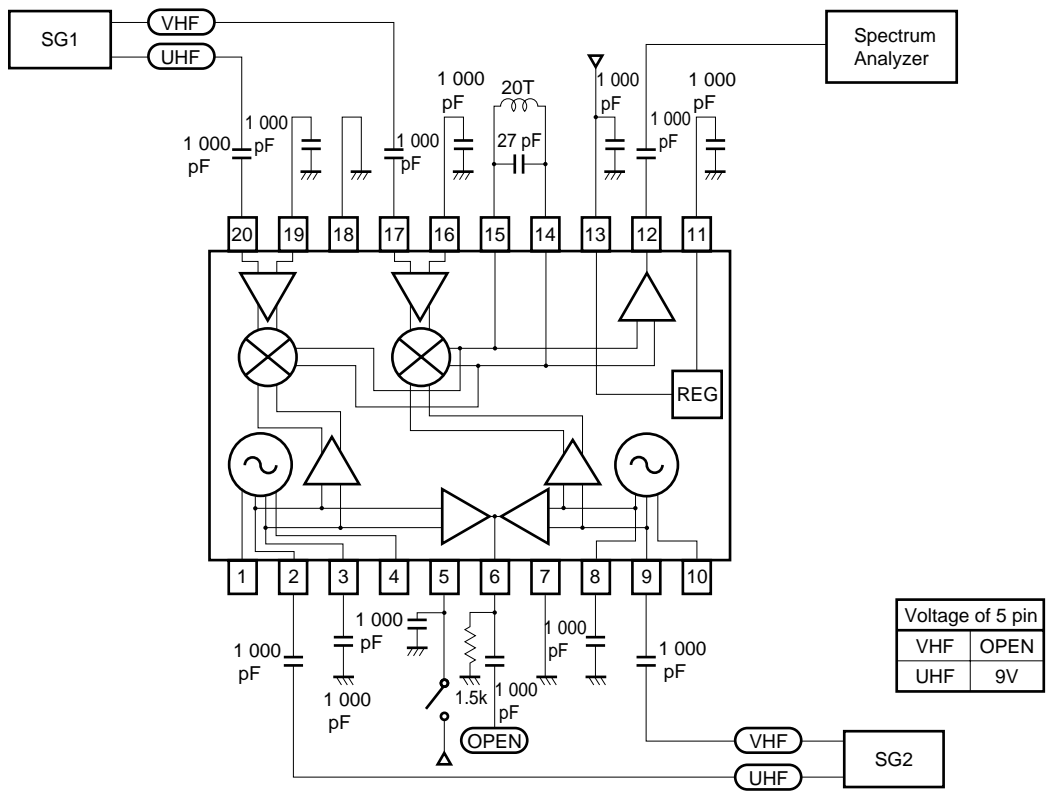 SG1
VHF
UHF
Spectrum
Analyzer
1 000
pF
1 000
pF
1 000
pF
1 000
pF
20T
27 pF
1 000
pF
1 000
pF
1 000
pF
20
19
18
17
16
15
14
13
12
11
REG
1
2
3
4
5
6
7
8
9
10
1 000
pF
1 000
pF
1 000
pF
1.5k
1 000
pF
1 000
pF
1 000
pF
OPEN
Voltage of 5 pin
VHF OPEN
UHF 9V
VHF
UHF
SG2